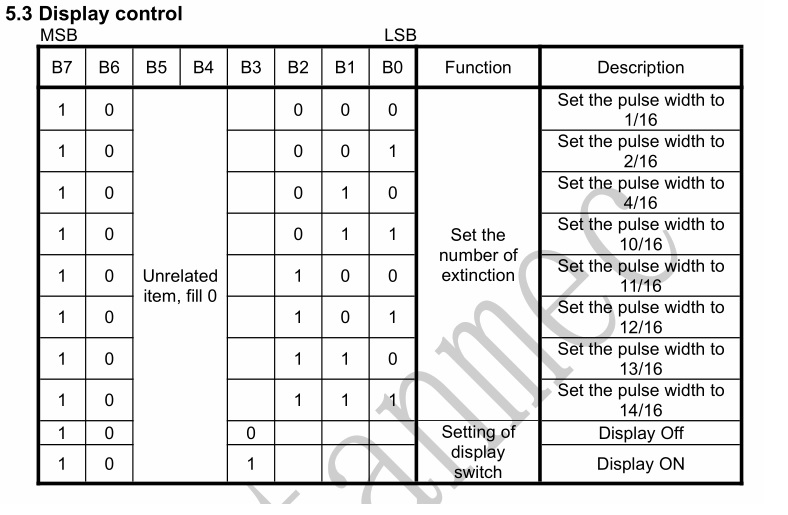 5.3 Display control
MSB LSB
B7 B6 B5 B4 B3 B2 B1 B0 Function Description
1 0 0 0 0 Set the pulse width to
1/16
1 0 0 0 1 Set the pulse width to
2/16
1 0 0 1 0 Set the pulse width to
4/16
1 0 0 1 1 Set the pulse width to
10/16
Set the
number of
extinction
1 0 1 0 0 Set the pulse width to
11/16
Unrelated
item, fill 0
1 0 1 0 1 Set the pulse width to
12/16
1 0 1 1 0 Set the pulse width to
13/16
1 0 1 1 1 Set the pulse width to
14/16
1 0 0 Display Off
Setting of
display
switch
1 0 1 Display ON